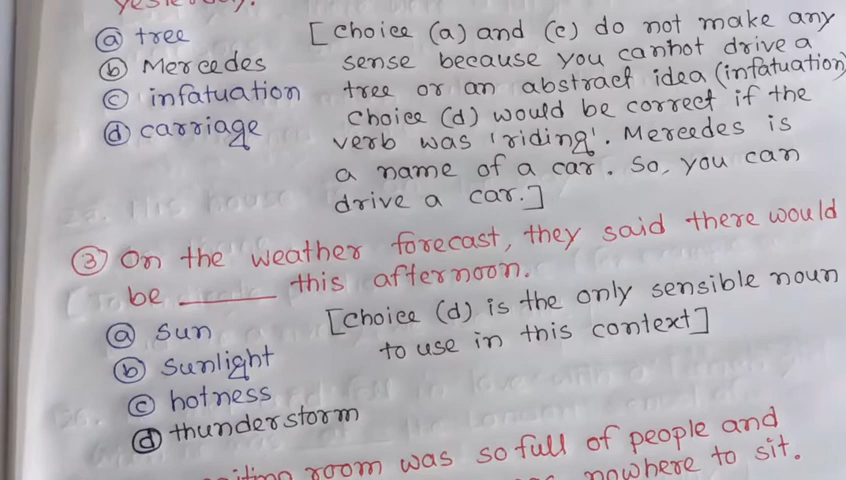 yesterday.
ⓐ tree [choice (a) and (c) do not make any
ⓑ Mercedes sense because you cannot drive a
ⓒ infatuation tree or an abstract idea (infatuation)
ⓓ carriage choice (d) would be correct if the
verb was 'riding'. Mercedes is
a name of a car. So, you can
drive a car.]
③ On the weather forecast, they said there would
be ______ this afternoon.
ⓐ sun [choice (d) is the only sensible noun
ⓑ sunlight to use in this context]
ⓒ hotness
ⓓ thunderstorm
room was so full of people and
nowhere to sit.